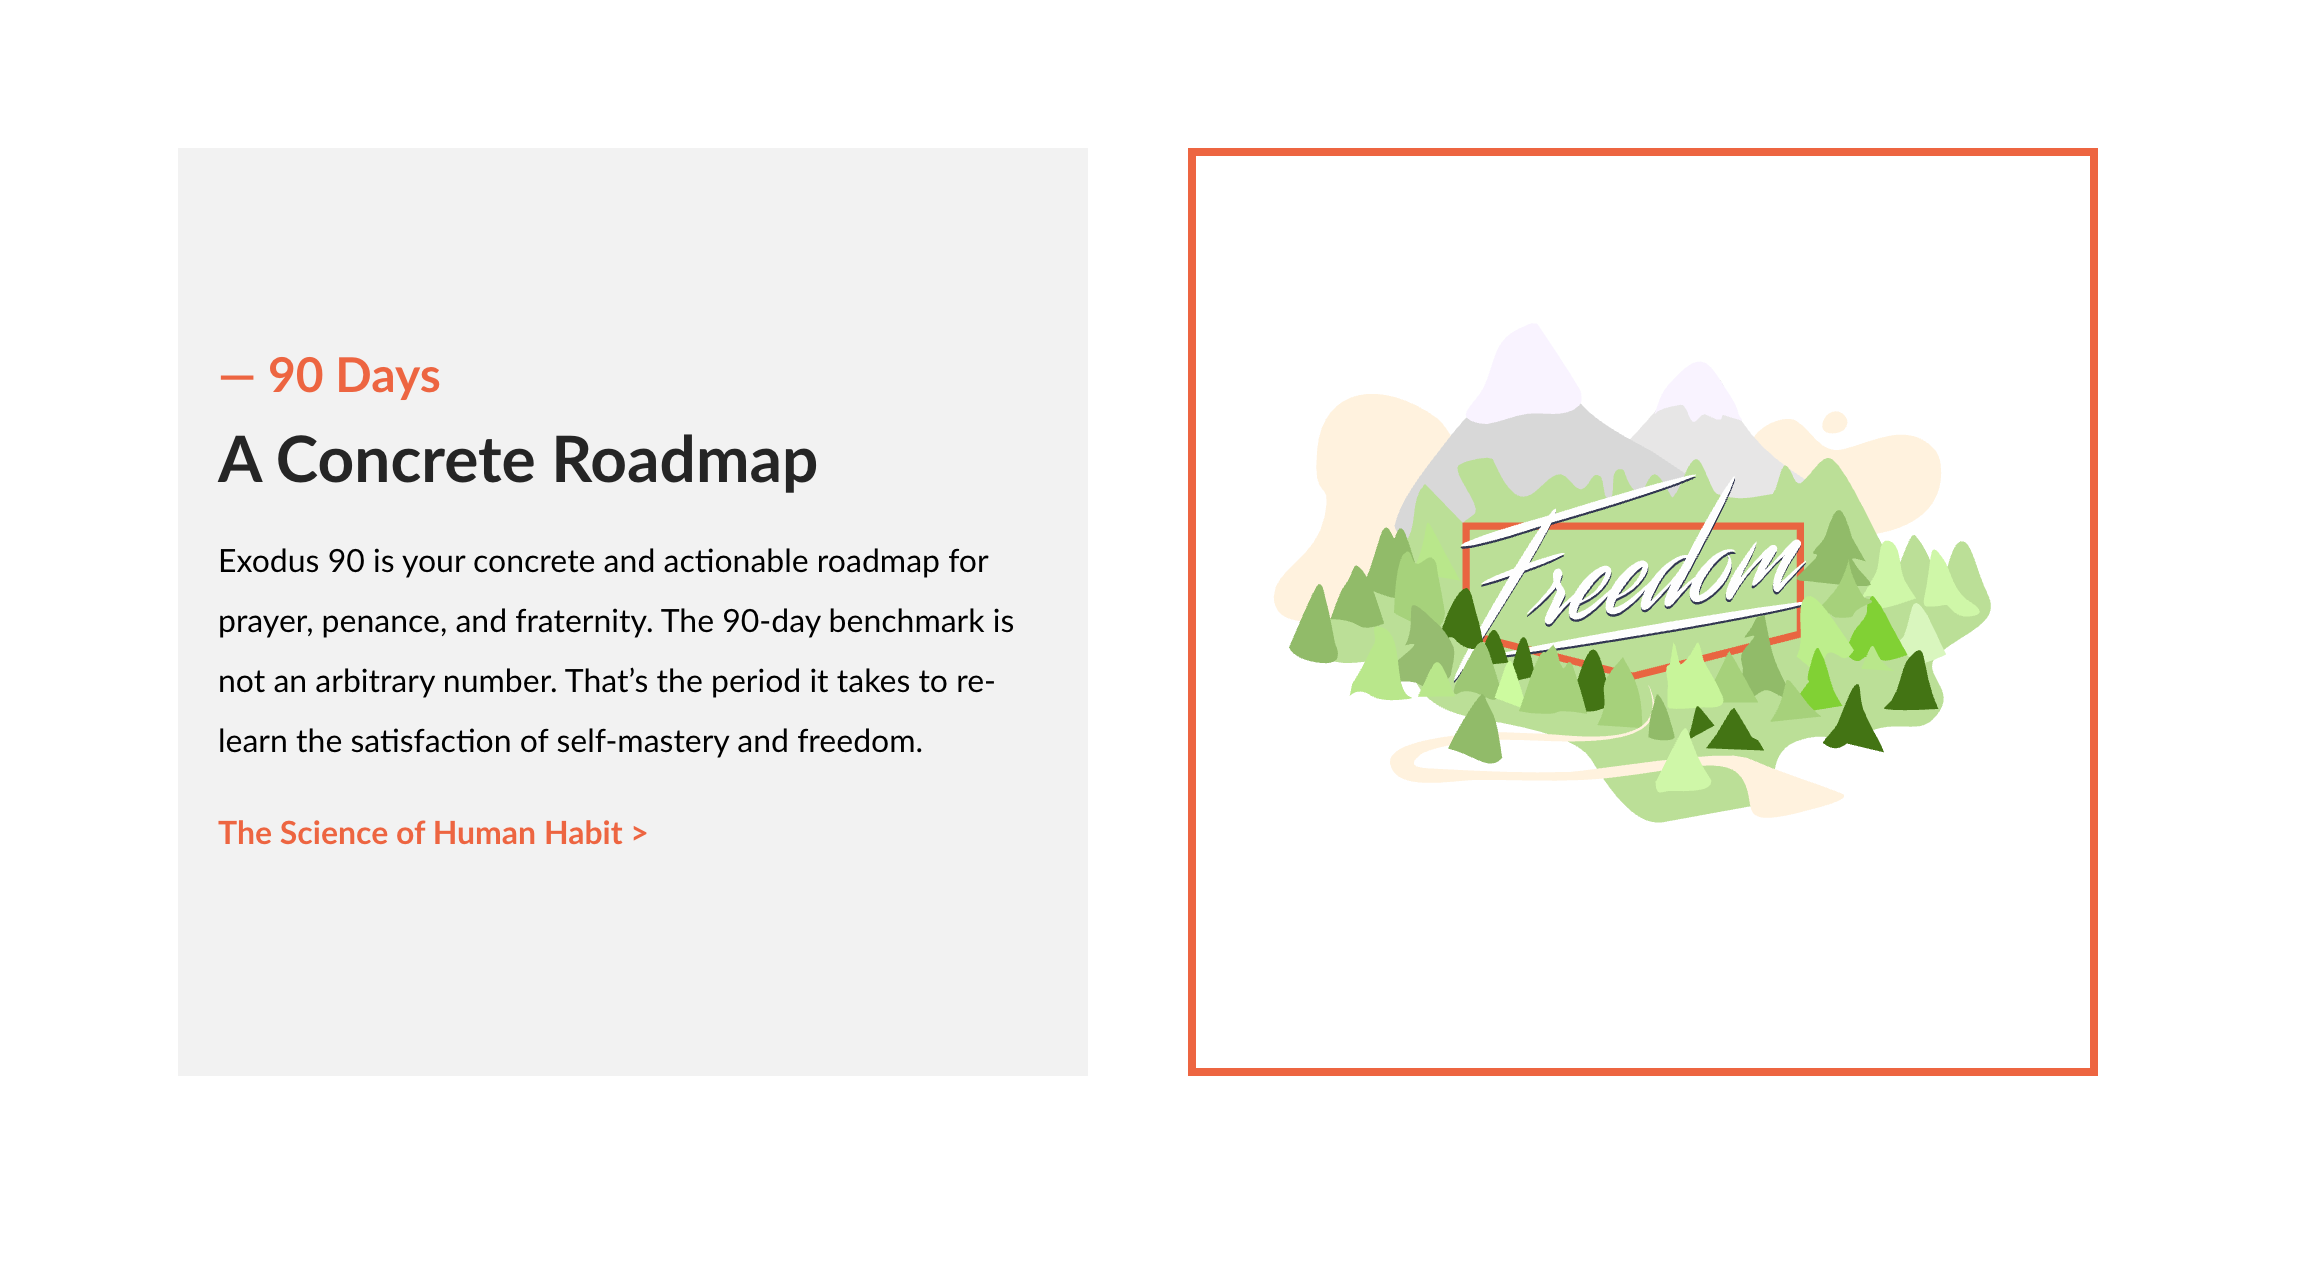 — 90 Days
A Concrete Roadmap
Exodus 90 is your concrete and actionable roadmap for
prayer, penance, and fraternity. The 90-day benchmark is
not an arbitrary number. That’s the period it takes to re-
learn the satisfaction of self-mastery and freedom.
The Science of Human Habit >
Freedom